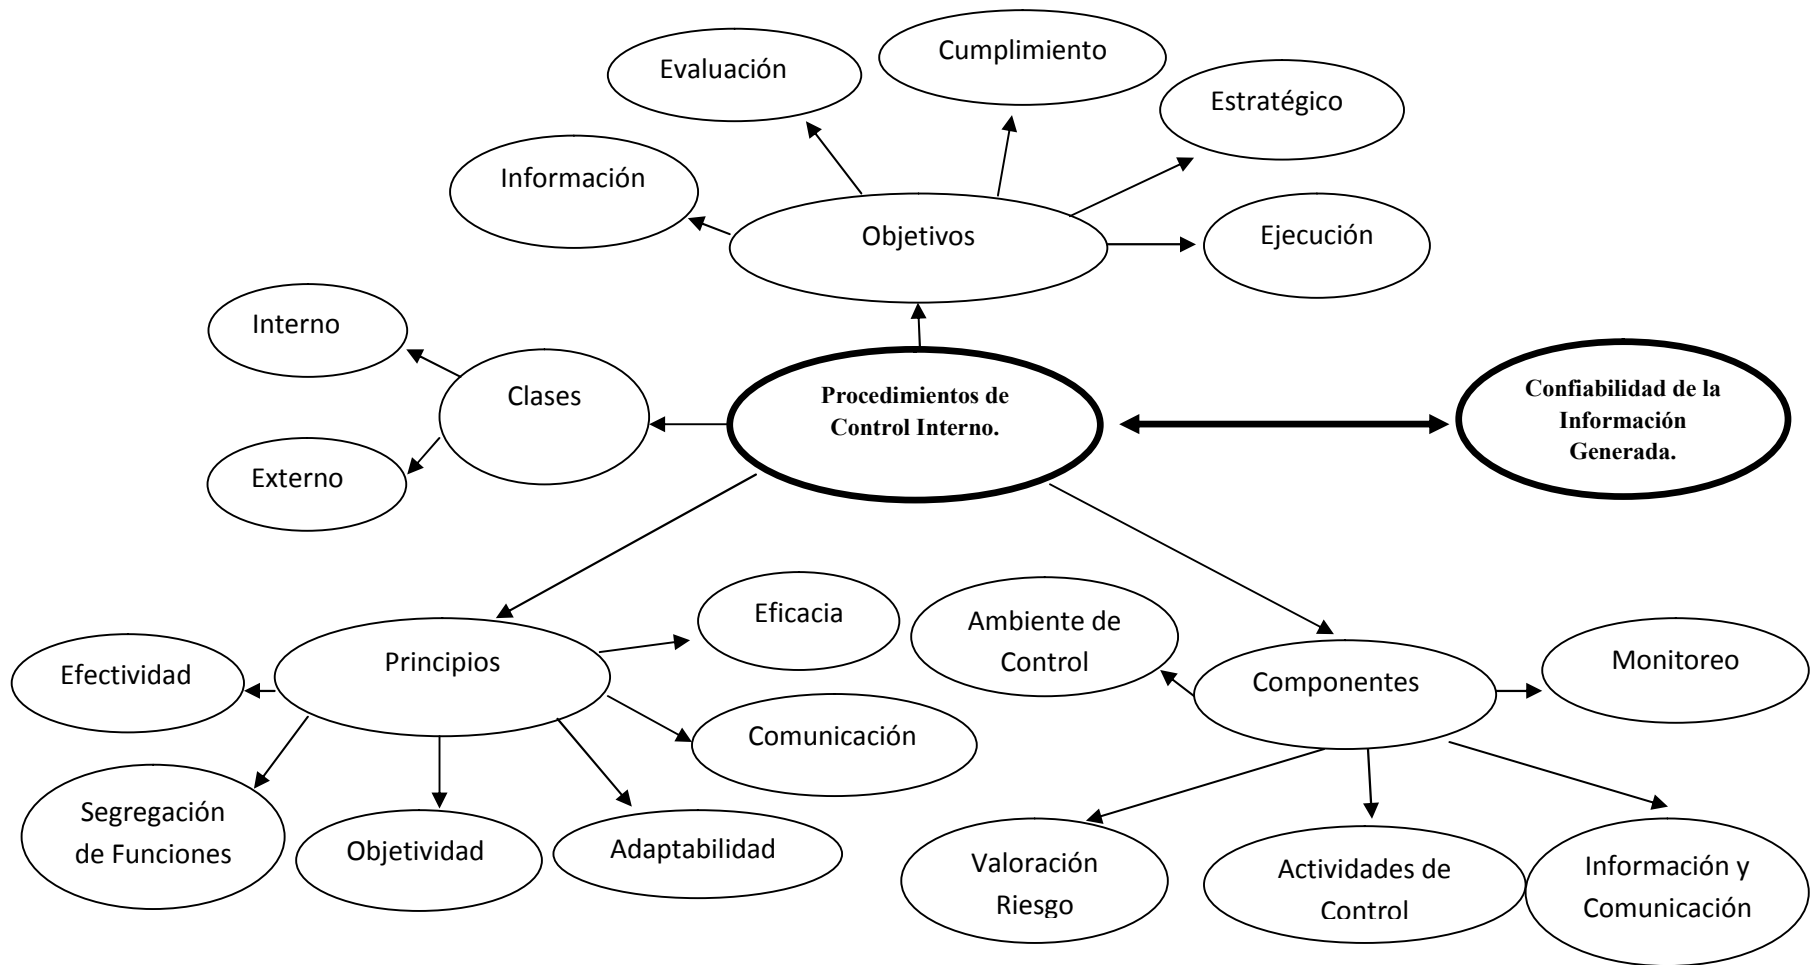 Cumplimiento
Evaluación
Estratégico
Información
Objetivos
Ejecución
Interno
Clases
Externo
Procedimientos de
Control Interno.
Confiabilidad de la
Información
Generada.
Eficacia
Principios
Efectividad
Comunicación
Segregación
de Funciones
Objetividad
Adaptabilidad
Ambiente de
Control
Componentes
Monitoreo
Valoración
Riesgo
Actividades de
Control
Información y
Comunicación